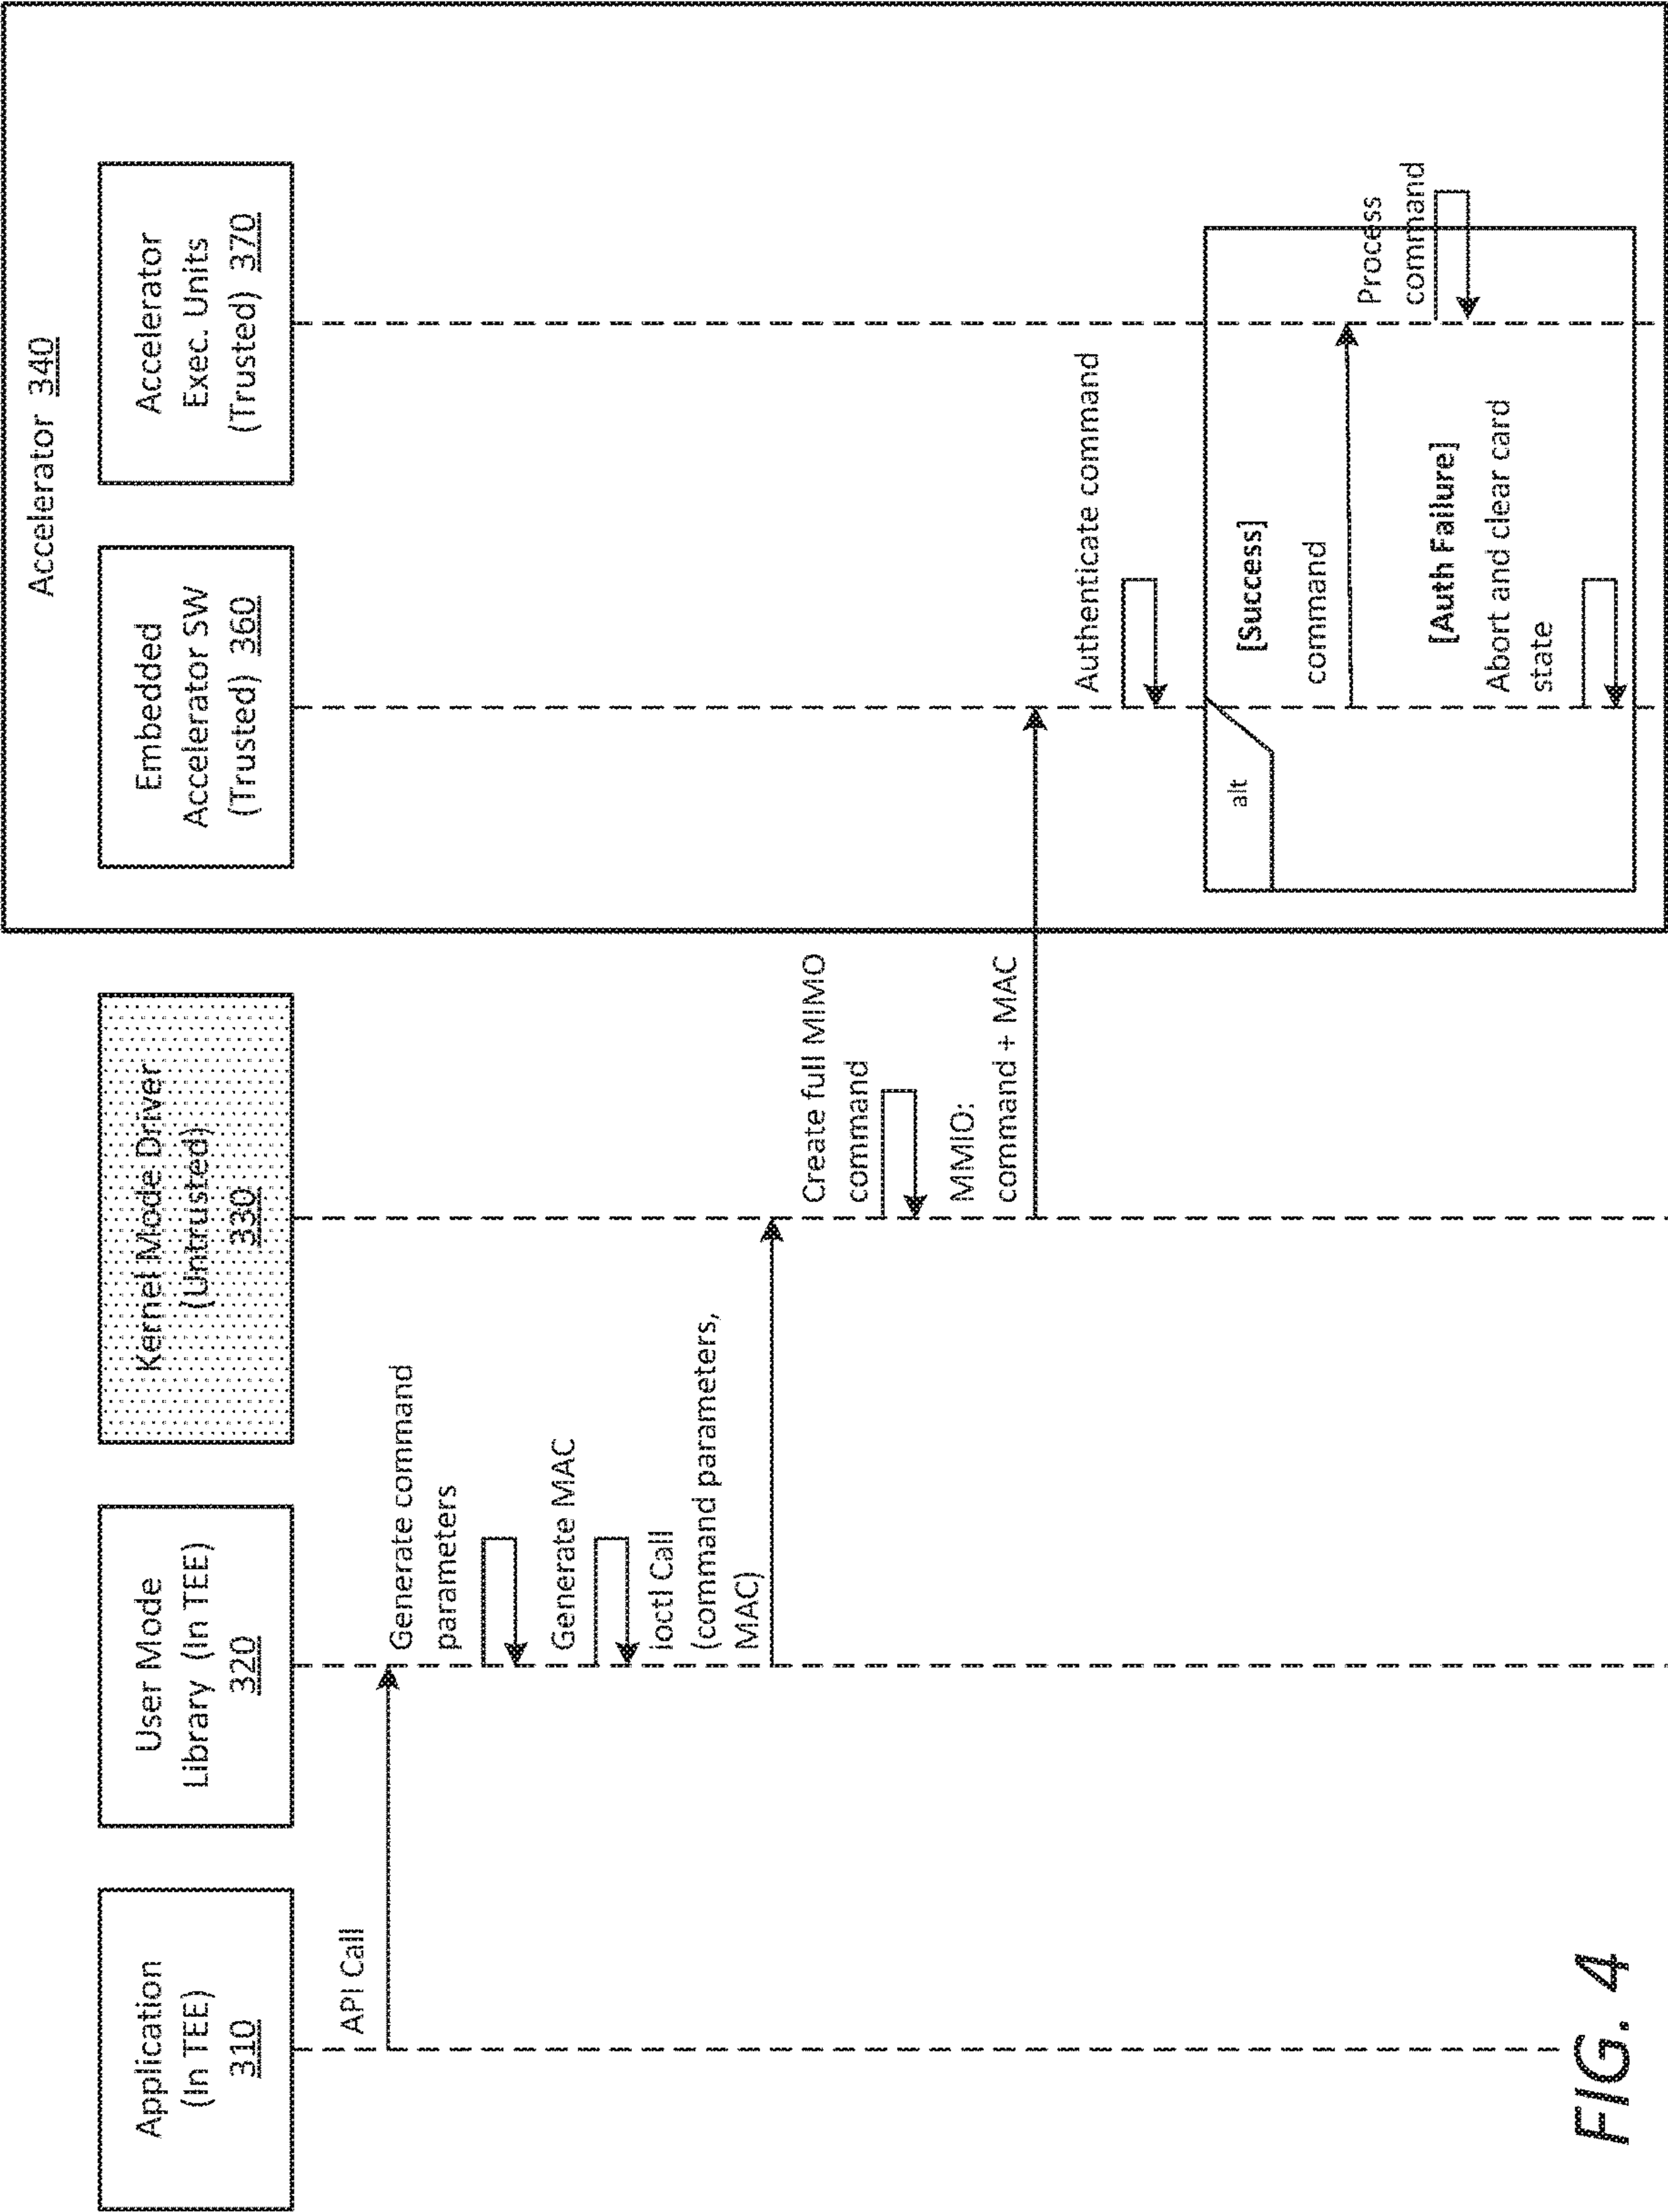 Accelerator 340
Application
(In TEE)
310
User Mode
Library (In TEE)
320
Kernel Mode Driver
(Untrusted)
330
Embedded
Accelerator SW
(Trusted) 360
Accelerator
Exec. Units
(Trusted) 370
API Call
Generate command
parameters
Generate MAC
ioctl Call
(command parameters,
MAC)
Create full MIMO
command
MMIO:
command + MAC
Authenticate command
alt
[Success]
command
Process
command
[Auth Failure]
Abort and clear card
state
FIG. 4